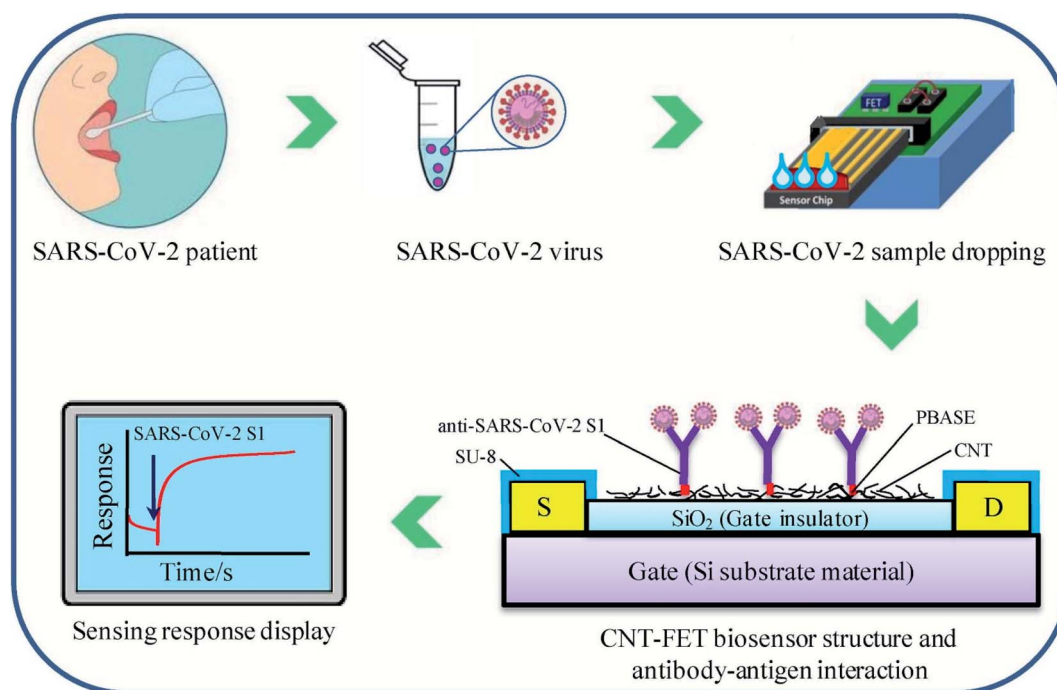 FET
Sensor Chip
SARS-CoV-2 patient
SARS-CoV-2 virus
SARS-CoV-2 sample dropping
SARS-CoV-2 S1
Response
Time/s
Sensing response display
anti-SARS-CoV-2 S1
SU-8
PBASE
CNT
S
D
SiO₂ (Gate insulator)
Gate (Si substrate material)
CNT-FET biosensor structure and
antibody-antigen interaction